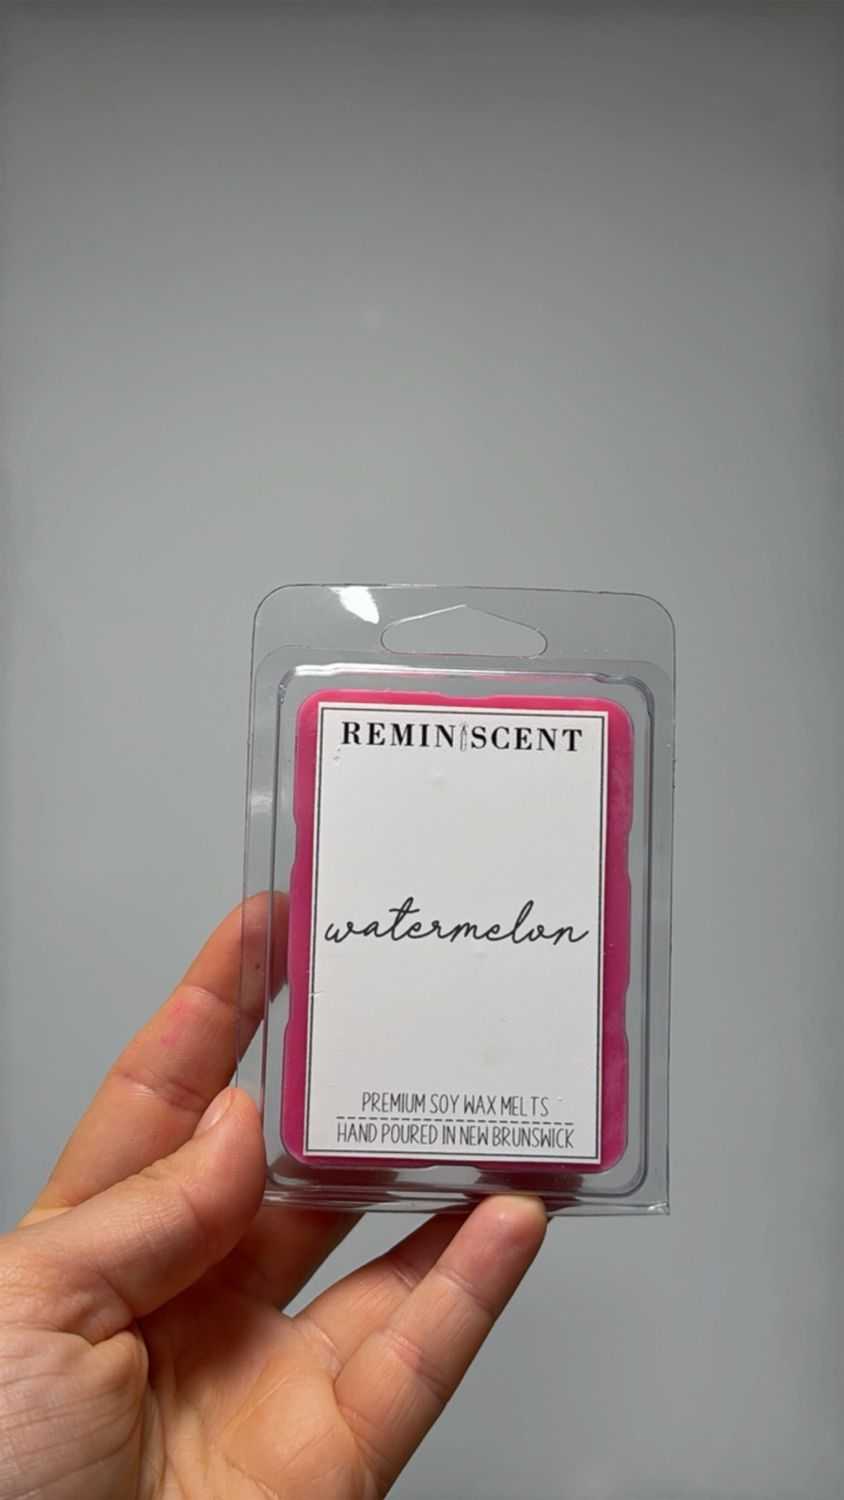 REMINISCENT
watermelon
PREMIUM SOY WAX MELTS
HAND POURED IN NEW BRUNSWICK